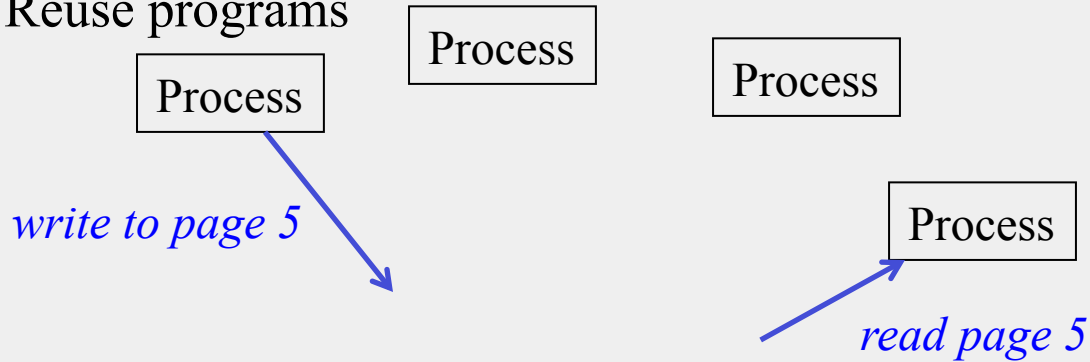 Reuse programs
Process
Process
Process
write to page 5
Process
read page 5